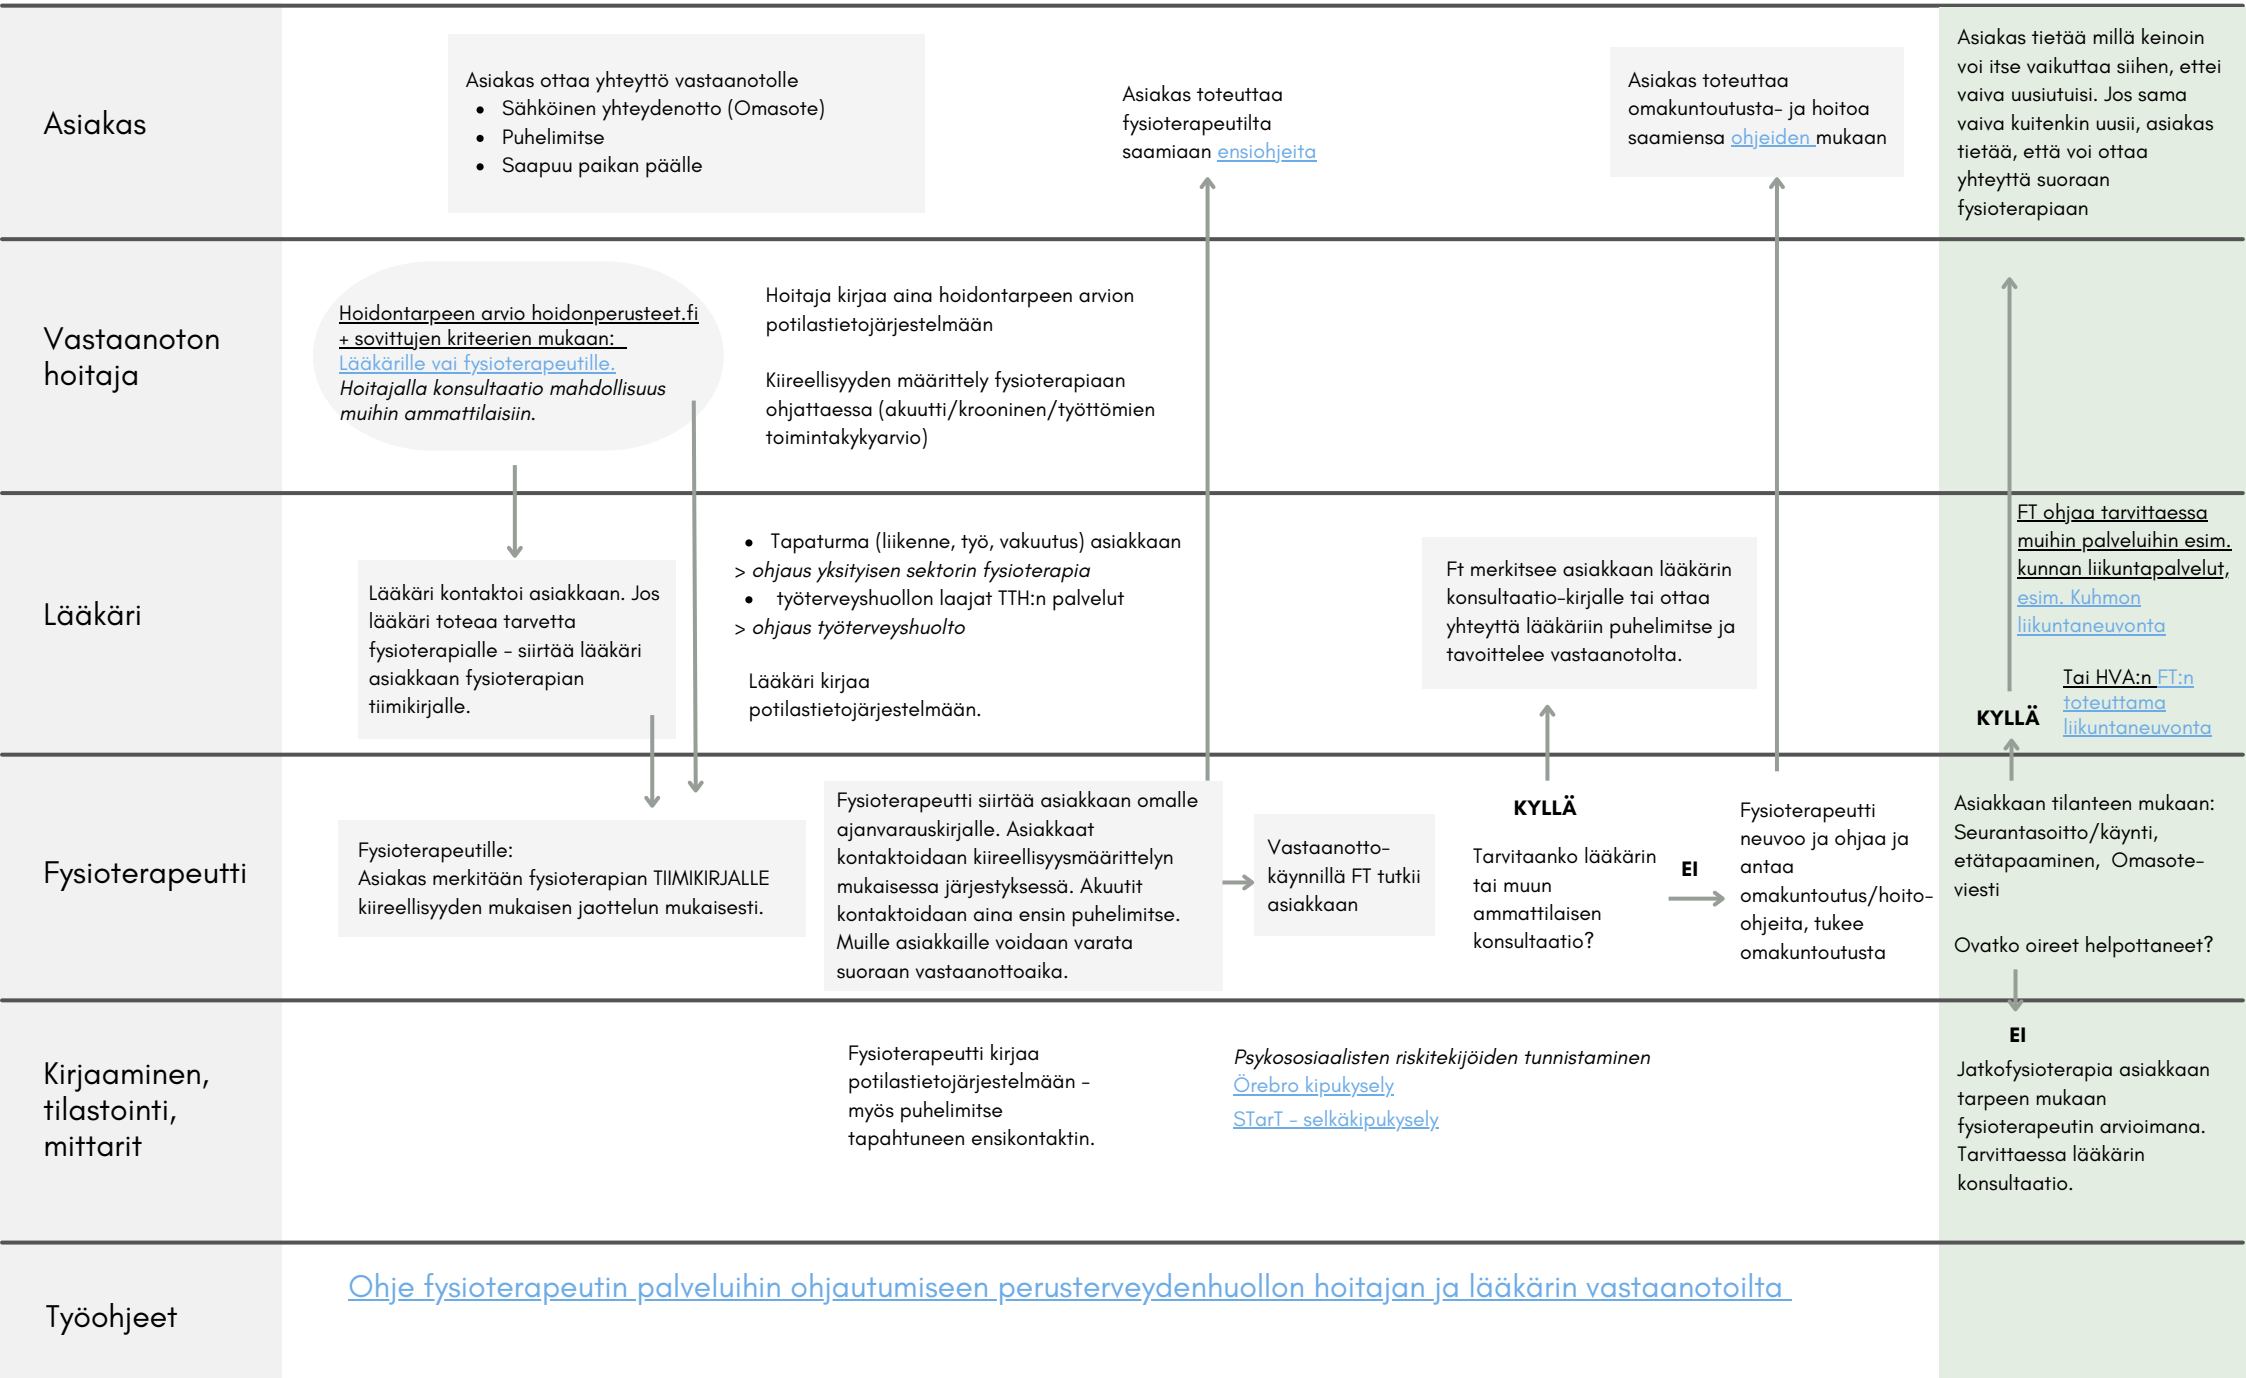 Asiakas
Asiakas ottaa yhteyttö vastaanotolle
• Sähköinen yhteydenotto (Omasote)
• Puhelimitse
• Saapuu paikan päälle
Asiakas toteuttaa
fysioterapeutilta
saamiaan ensiohjeita
Asiakas toteuttaa
omakuntoutusta- ja hoitoa
saamiensa ohjeiden mukaan
Asiakas tietää millä keinoin
voi itse vaikuttaa siihen, ettei
vaiva uusiutuisi. Jos sama
vaiva kuitenkin uusii, asiakas
tietää, että voi ottaa
yhteyttä suoraan
fysioterapiaan
Vastaanoton
hoitaja
Hoidontarpeen arvio hoidonperusteet.fi
+ sovittujen kriteerien mukaan:
Lääkärille vai fysioterapeutille.
Hoitajalla konsultaatio mahdollisuus
muihin ammattilaisiin.
Hoitaja kirjaa aina hoidontarpeen arvion
potilastietojärjestelmään
Kiireellisyyden määrittely fysioterapiaan
ohjattaessa (akuutti/krooninen/työttömien
toimintakykyarvio)
Lääkäri
Lääkäri kontaktoi asiakkaan. Jos
lääkäri toteaa tarvetta
fysioterapialle - siirtää lääkäri
asiakkaan fysioterapian
tiimikirjalle.
• Tapaturma (liikenne, työ, vakuutus) asiakkaan
> ohjaus yksityisen sektorin fysioterapia
• työterveyshuollon laajat TTH:n palvelut
> ohjaus työterveyshuolto
Lääkäri kirjaa
potilastietojärjestelmään.
Ft merkitsee asiakkaan lääkärin
konsultaatio-kirjalle tai ottaa
yhteyttä lääkäriin puhelimitse ja
tavoittelee vastaanotolta.
FT ohjaa tarvittaessa
muihin palveluihin esim.
kunnan liikuntapalvelut,
esim. Kuhmon
liikuntaneuvonta
Tai HVA:n FT:n
toteuttama
liikuntaneuvonta
KYLLÄ
Fysioterapeutti
Fysioterapeutille:
Asiakas merkitään fysioterapian TIIMIKIRJALLE
kiireellisyyden mukaisen jaottelun mukaisesti.
Fysioterapeutti siirtää asiakkaan omalle
ajanvarauskirjalle. Asiakkaat
kontaktoidaan kiireellisyysmäärittelyn
mukaisessa järjestyksessä. Akuutit
kontaktoidaan aina ensin puhelimitse.
Muille asiakkaille voidaan varata
suoraan vastaanottoaika.
Vastaanotto-
käynnillä FT tutkii
asiakkaan
KYLLÄ
Tarvitaanko lääkärin
tai muun
ammattilaisen
konsultaatio?
EI
Fysioterapeutti
neuvoo ja ohjaa ja
antaa
omakuntoutus/hoito-
ohjeita, tukee
omakuntoutusta
Asiakkaan tilanteen mukaan:
Seurantasoitto/käynti,
etätapaaminen, Omasote-
viesti
Ovatko oireet helpottaneet?
Kirjaaminen,
tilastointi,
mittarit
Fysioterapeutti kirjaa
potilastietojärjestelmään -
myös puhelimitse
tapahtuneen ensikontaktin.
Psykososiaalisten riskitekijöiden tunnistaminen
Örebro kipukysely
STarT - selkäkipukysely
EI
Jatkofysioterapia asiakkaan
tarpeen mukaan
fysioterapeutin arvioimana.
Tarvittaessa lääkärin
konsultaatio.
Työohjeet
Ohje fysioterapeutin palveluihin ohjautumiseen perusterveydenhuollon hoitajan ja lääkärin vastaanotoilta